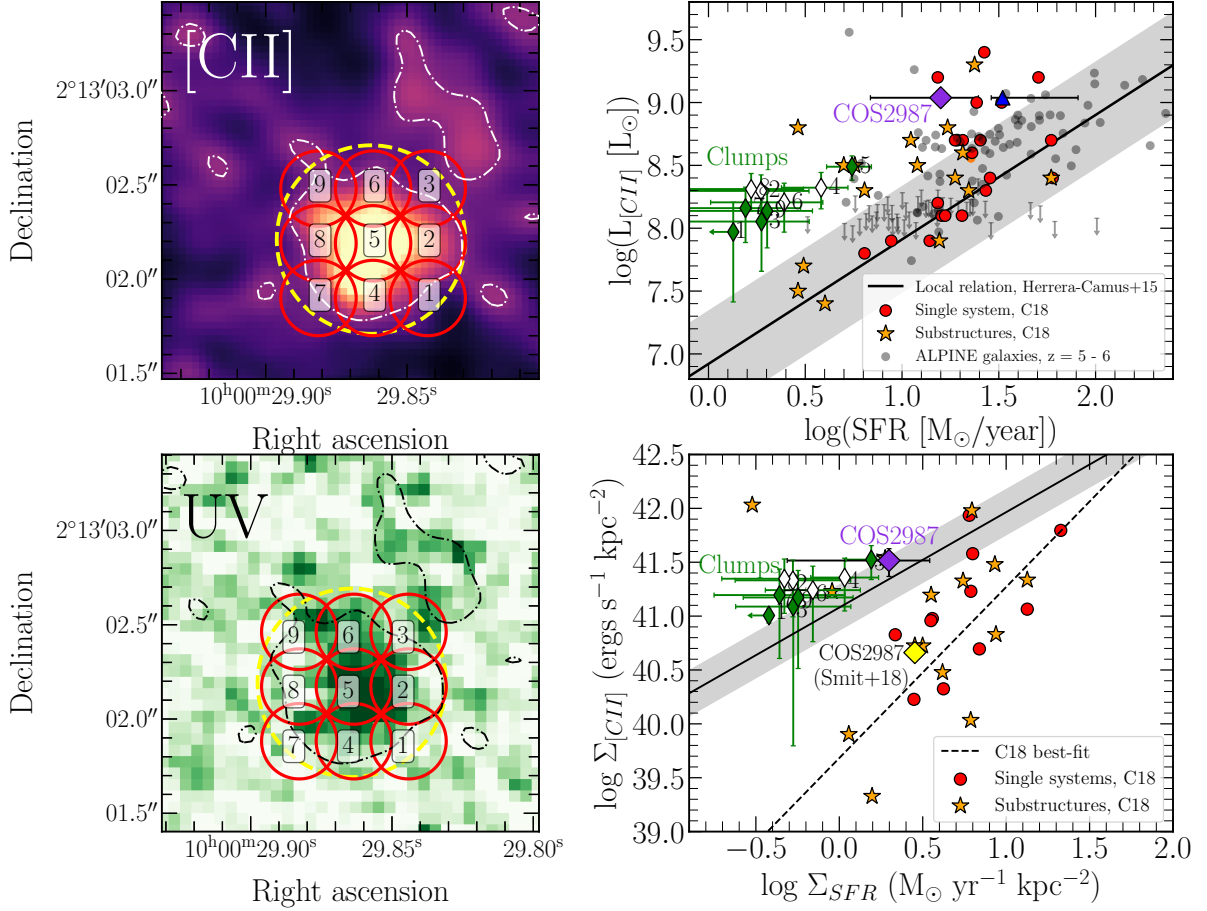 [CII]
Declination
2°13′03.0″
02.5″
02.0″
01.5″
9 6 3
8 5 2
7 4 1
10ʰ00ᵐ29.90ˢ
29.85ˢ
Right ascension
log(L[CII] [L⊙])
9.5
9.0
8.5
8.0
7.5
7.0
COS2987
Clumps
5
4
2
6
3
1
Local relation, Herrera-Camus+15
Single system, C18
Substructures, C18
ALPINE galaxies, z = 5 - 6
0.0 0.5 1.0 1.5 2.0
log(SFR [M⊙/year])
UV
Declination
2°13′03.0″
02.5″
02.0″
01.5″
9 6 3
8 5 2
7 4 1
10ʰ00ᵐ29.90ˢ
29.85ˢ
29.80ˢ
Right ascension
log Σ[CII] (ergs s⁻¹ kpc⁻²)
42.5
42.0
41.5
41.0
40.5
40.0
39.5
39.0
COS2987
Clumps
4
6
COS2987
(Smit+18)
C18 best-fit
Single systems, C18
Substructures, C18
−0.5 0.0 0.5 1.0 1.5 2.0
log ΣSFR (M⊙ yr⁻¹ kpc⁻²)